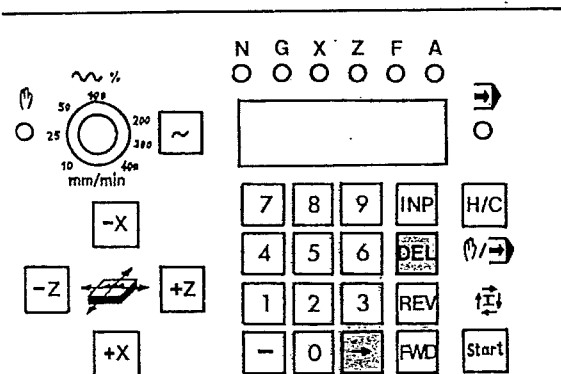 N G X Z F A
%
50 100 200
25 300
10 400
mm/min
~
-X
-Z +Z
+X
7 8 9 INP H/C
4 5 6 DEL
1 2 3 REV
- 0 → FWD Start